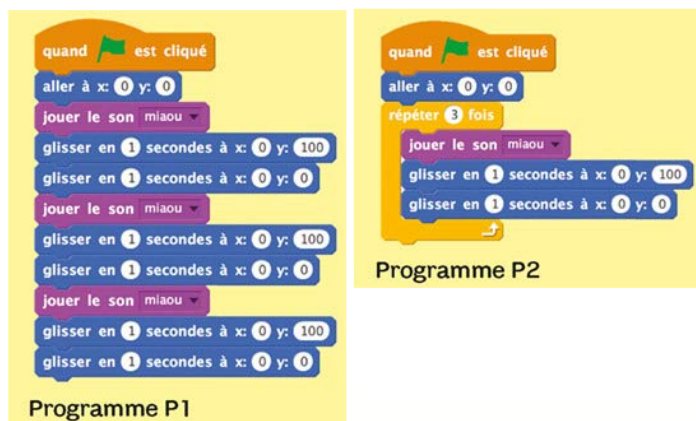 quand est cliqué
aller à x: 0 y: 0
jouer le son miaou
glisser en 1 secondes à x: 0 y: 100
glisser en 1 secondes à x: 0 y: 0
jouer le son miaou
glisser en 1 secondes à x: 0 y: 100
glisser en 1 secondes à x: 0 y: 0
jouer le son miaou
glisser en 1 secondes à x: 0 y: 100
glisser en 1 secondes à x: 0 y: 0
Programme P1
quand est cliqué
aller à x: 0 y: 0
répéter 3 fois
jouer le son miaou
glisser en 1 secondes à x: 0 y: 100
glisser en 1 secondes à x: 0 y: 0
Programme P2